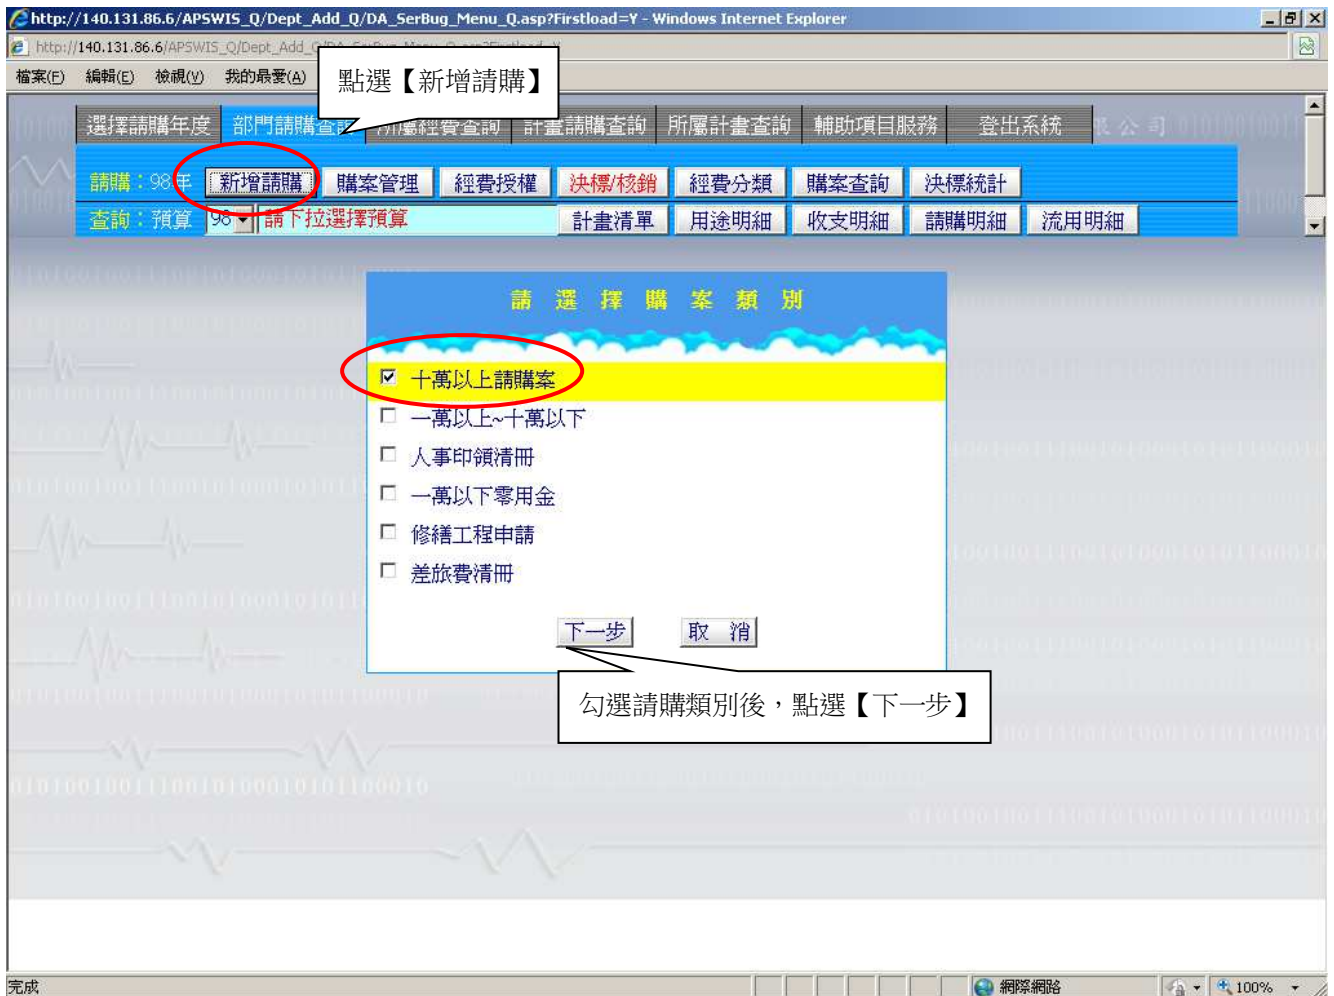 http://140.131.86.6/APSWIS_Q/Dept_Add_Q/DA_SerBug_Menu_Q.asp?Firstload=Y - Windows Internet Explorer
檔案(F) 編輯(E) 檢視(V) 我的最愛(A)
點選【新增請購】
選擇請購年度 部門請購查詢 所屬經費查詢 計畫請購查詢 所屬計畫查詢 輔助項目服務 登出系統
請購：98年 新增請購 購案管理 經費授權 決標/核銷 經費分類 購案查詢 決標統計
查詢：預算 98 請下拉選擇預算 計畫清單 用途明細 收支明細 請購明細 流用明細
請選擇購案類別
十萬以上請購案
一萬以上~十萬以下
人事印領清冊
一萬以下零用金
修繕工程申請
差旅費清冊
下一步 取 消
勾選請購類別後，點選【下一步】
完成 網際網路 100%